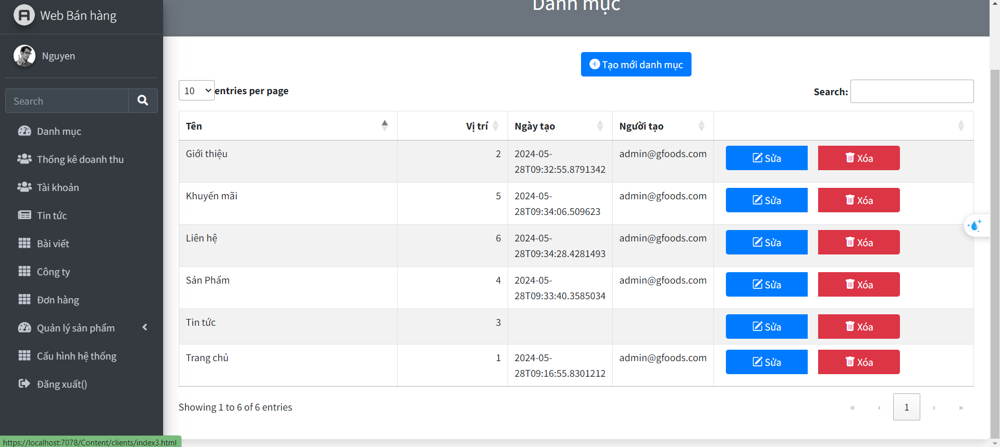 Web Bán hàng
Nguyen
Search
Danh mục
Thống kê doanh thu
Tài khoản
Tin tức
Bài viết
Công ty
Đơn hàng
Quản lý sản phẩm
Cấu hình hệ thống
Đăng xuất()
Danh mục
Tạo mới danh mục
10 entries per page
Search:
Tên Vị trí Ngày tạo Người tạo
Giới thiệu 2 2024-05- admin@gfoods.com Sửa Xóa
28T09:32:55.8791342
Khuyến mãi 5 2024-05- admin@gfoods.com Sửa Xóa
28T09:34:06.509623
Liên hệ 6 2024-05- admin@gfoods.com Sửa Xóa
28T09:34:28.4281493
Sản Phẩm 4 2024-05- admin@gfoods.com Sửa Xóa
28T09:33:40.3585034
Tin tức 3 Sửa Xóa
Trang chủ 1 2024-05- admin@gfoods.com Sửa Xóa
28T09:16:55.8301212
Showing 1 to 6 of 6 entries
« ‹ 1 › »
https://localhost:7078/Content/clients/index3.html